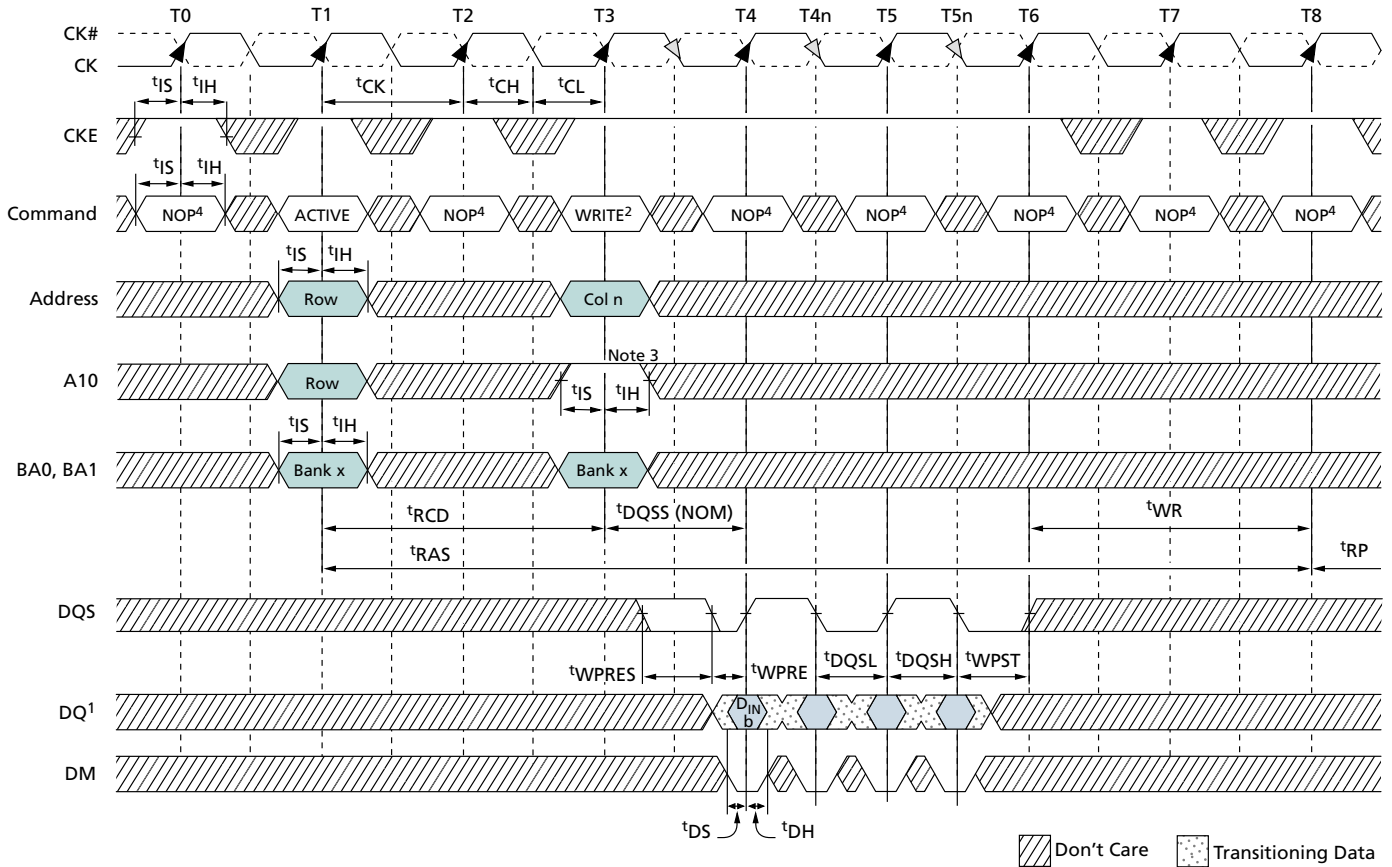 T0 T1 T2 T3 T4 T4n T5 T5n T6 T7 T8
CK#
CK
tIS tIH tCK tCH tCL
CKE
tIS tIH
Command NOP4 ACTIVE NOP4 WRITE2 NOP4 NOP4 NOP4 NOP4 NOP4
tIS tIH
Address Row Col n
Note 3
A10 Row
tIS tIH
tIS tIH
BA0, BA1 Bank x Bank x
tRCD tDQSS (NOM) tWR
tRAS tRP
DQS
tWPRES tWPRE tDQSL tDQSH tWPST
DQ1 DIN
b
DM
tDS tDH
Don't Care Transitioning Data